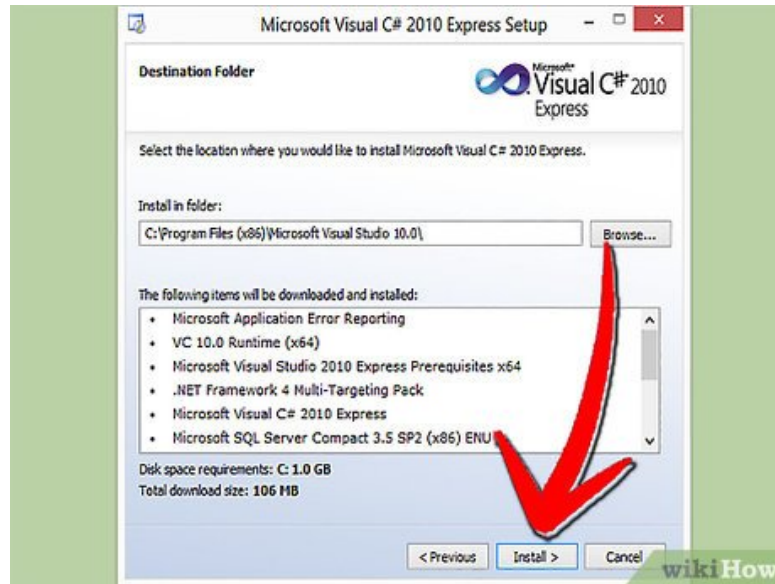 Microsoft Visual C# 2010 Express Setup
Destination Folder
Microsoft®
Visual C# 2010
Express
Select the location where you would like to install Microsoft Visual C# 2010 Express.
Install in folder:
C:\Program Files (x86)\Microsoft Visual Studio 10.0\
Browse...
The following items will be downloaded and installed:
• Microsoft Application Error Reporting
• VC 10.0 Runtime (x64)
• Microsoft Visual Studio 2010 Express Prerequisites x64
• .NET Framework 4 Multi-Targeting Pack
• Microsoft Visual C# 2010 Express
• Microsoft SQL Server Compact 3.5 SP2 (x86) ENU
Disk space requirements: C: 1.0 GB
Total download size: 106 MB
< Previous Install > Cancel
wikiHow